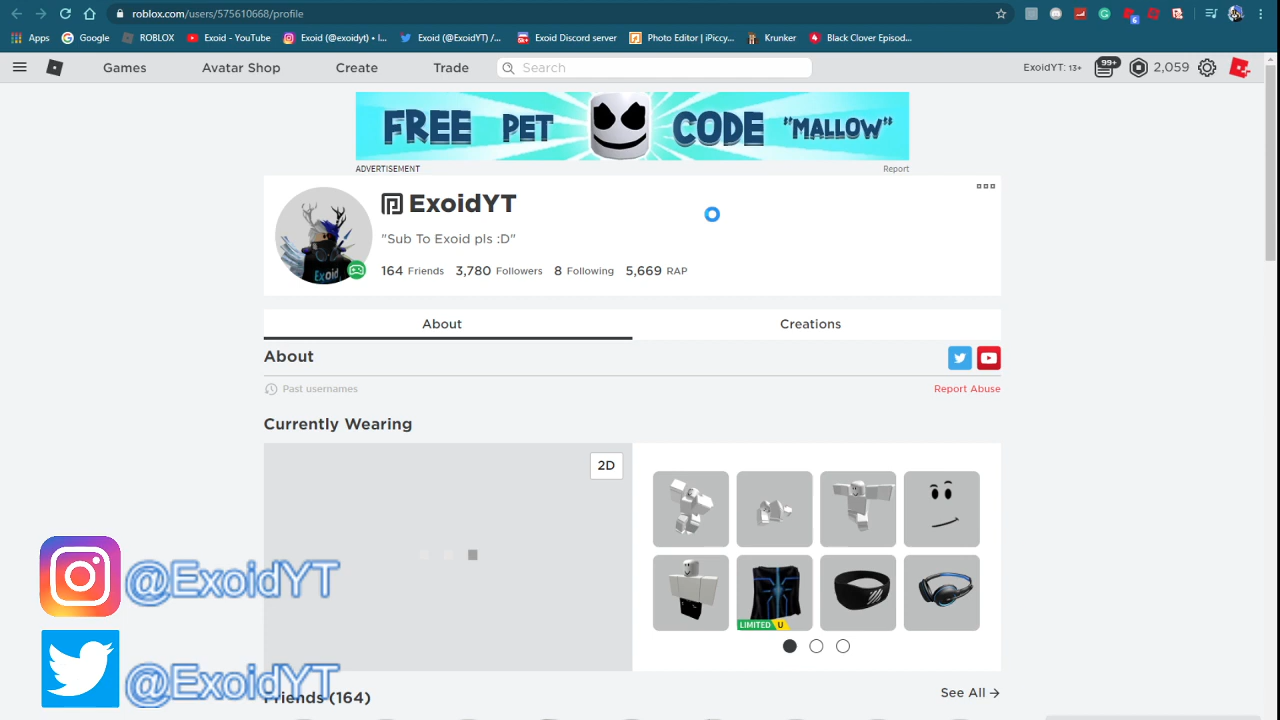 roblox.com/users/575610668/profile
6
Apps Google ROBLOX Exoid - YouTube Exoid (@exoidyt) • I... Exoid (@ExoidYT) /... Exoid Discord server Photo Editor | iPiccy... Krunker Black Clover Episod...
Games Avatar Shop Create Trade Search ExoidYT: 13+ 99+ 2,059
FREE PET CODE "MALLOW"
ADVERTISEMENT Report
ExoidYT
"Sub To Exoid pls :D"
164 Friends 3,780 Followers 8 Following 5,669 RAP
Exoid
About Creations
About
Past usernames Report Abuse
Currently Wearing
2D
LIMITED U
@ExoidYT
@ExoidYT
Friends (164) See All →